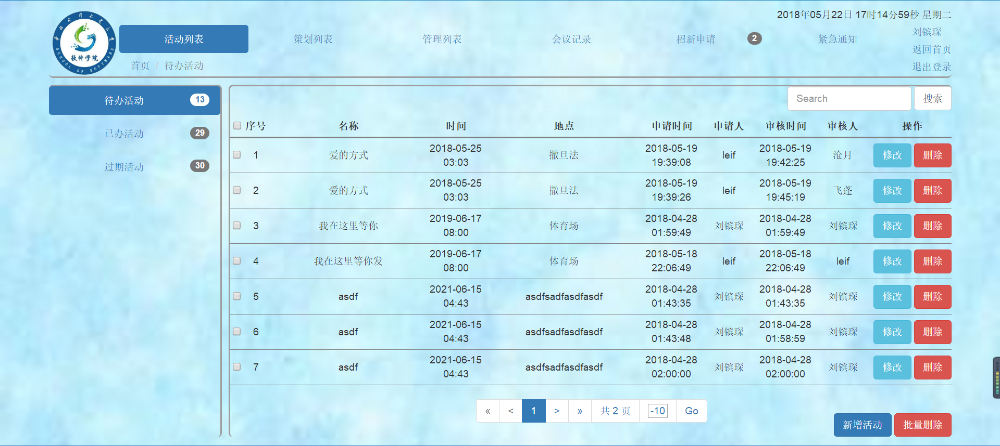 2018年05月22日 17时14分59秒 星期二
软件学院
SCHOOL OF SOFTWARE
活动列表 策划列表 管理列表 会议记录 招新申请 2 紧急通知
刘镔琛
返回首页
退出登录
首页 / 待办活动
待办活动 13
已办活动 29
过期活动 30
Search 搜索
序号 名称 时间 地点 申请时间 申请人 审核时间 审核人 操作
1 爱的方式 2018-05-25 03:03 撒旦法 2018-05-19 19:39:08 leif 2018-05-19 19:42:25 沧月 修改 删除
2 爱的方式 2018-05-25 03:03 撒旦法 2018-05-19 19:39:26 leif 2018-05-19 19:45:19 飞蓬 修改 删除
3 我在这里等你 2019-06-17 08:00 体育场 2018-04-28 01:59:49 刘镔琛 2018-04-28 01:59:49 刘镔琛 修改 删除
4 我在这里等你发 2019-06-17 08:00 体育场 2018-05-18 22:06:49 leif 2018-05-18 22:06:49 leif 修改 删除
5 asdf 2021-06-15 04:43 asdfsadfasdfasdf 2018-04-28 01:43:35 刘镔琛 2018-04-28 01:43:35 刘镔琛 修改 删除
6 asdf 2021-06-15 04:43 asdfsadfasdfasdf 2018-04-28 01:43:48 刘镔琛 2018-04-28 01:58:59 刘镔琛 修改 删除
7 asdf 2021-06-15 04:43 asdfsadfasdfasdf 2018-04-28 02:00:00 刘镔琛 2018-04-28 02:00:00 刘镔琛 修改 删除
« < 1 > » 共 2 页 -10 Go
新增活动 批量删除